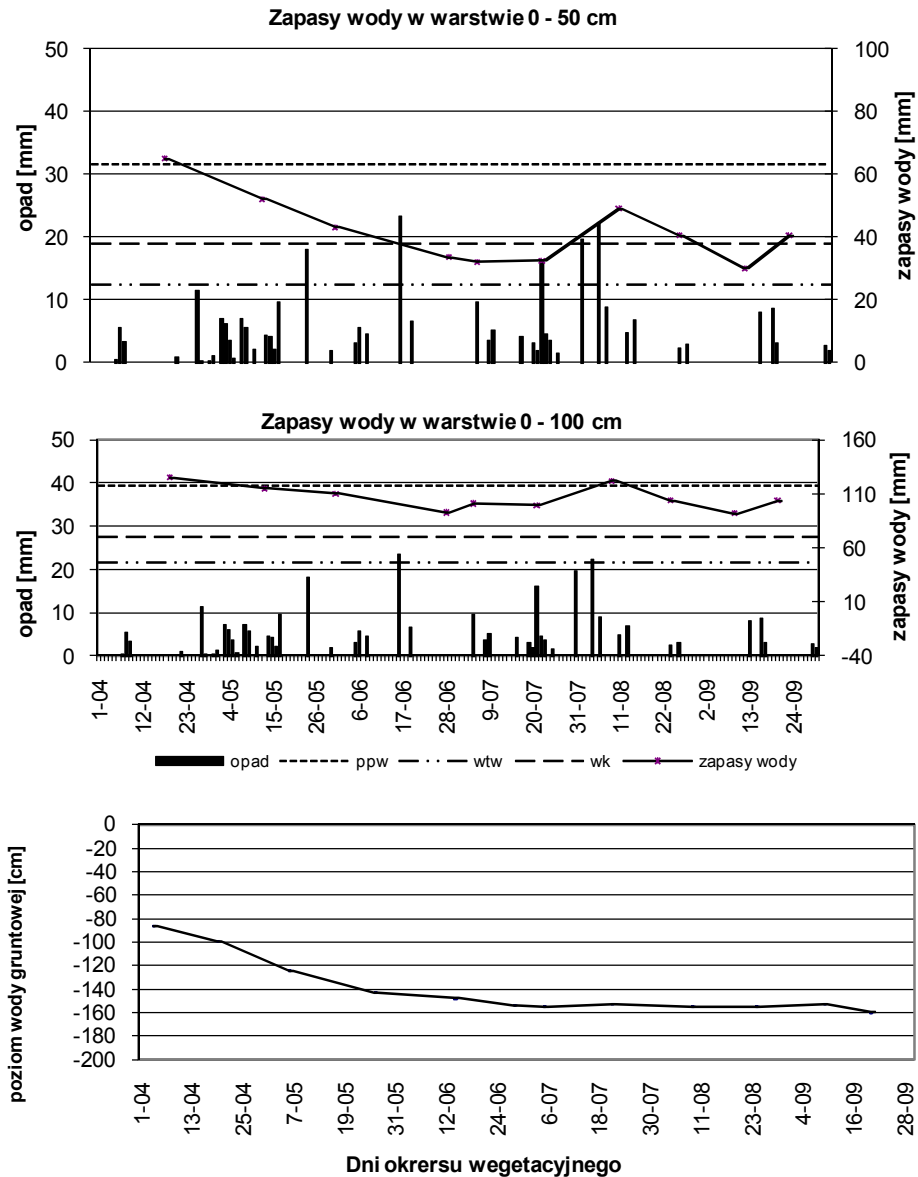 Zapasy wody w warstwie 0 - 50 cm
50 100
40 80
30 60
20 40
10 20
0 0
opad [mm]
zapasy wody [mm]
Zapasy wody w warstwie 0 - 100 cm
50 160
40 110
30
20 60
10 10
0 -40
opad [mm]
zapasy wody [mm]
1-04 12-04 23-04 4-05 15-05 26-05 6-06 17-06 28-06 9-07 20-07 31-07 11-08 22-08 2-09 13-09 24-09
opad ppw wtw wk zapasy wody
0
-20
-40
-60
-80
-100
-120
-140
-160
-180
-200
poziom wody gruntowej [cm]
1-04 13-04 25-04 7-05 19-05 31-05 12-06 24-06 6-07 18-07 30-07 11-08 23-08 4-09 16-09 28-09
Dni okrersu wegetacyjnego